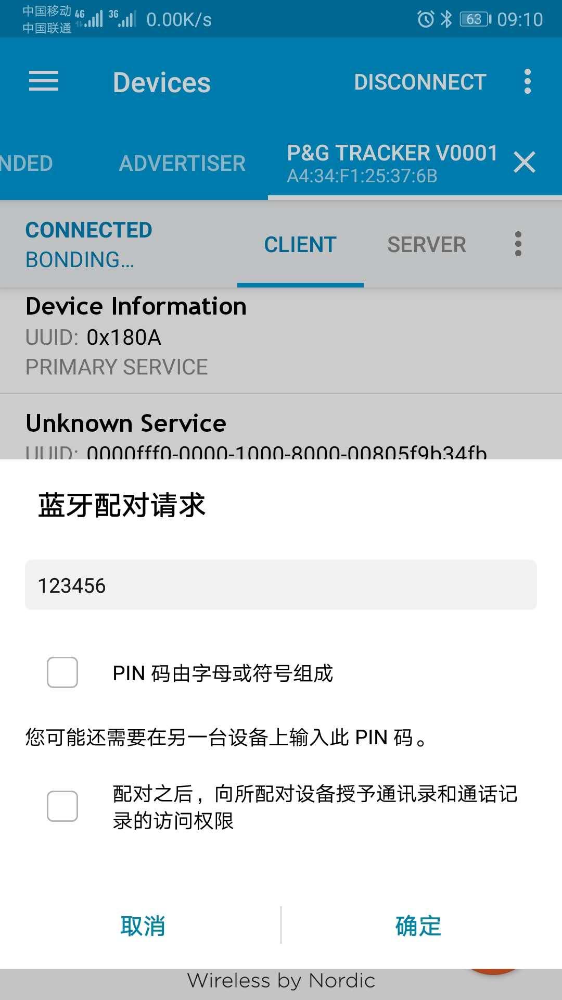 中国移动 4G 3G 0.00K/s 63 09:10
中国联通
Devices DISCONNECT
NDED ADVERTISER P&G TRACKER V0001
A4:34:F1:25:37:6B
CONNECTED
BONDING... CLIENT SERVER
Device Information
UUID: 0x180A
PRIMARY SERVICE
Unknown Service
UUID: 0000fff0-0000-1000-8000-00805f9b34fb
蓝牙配对请求
123456
PIN 码由字母或符号组成
您可能还需要在另一台设备上输入此 PIN 码。
配对之后，向所配对设备授予通讯录和通话记
录的访问权限
取消 确定
Wireless by Nordic